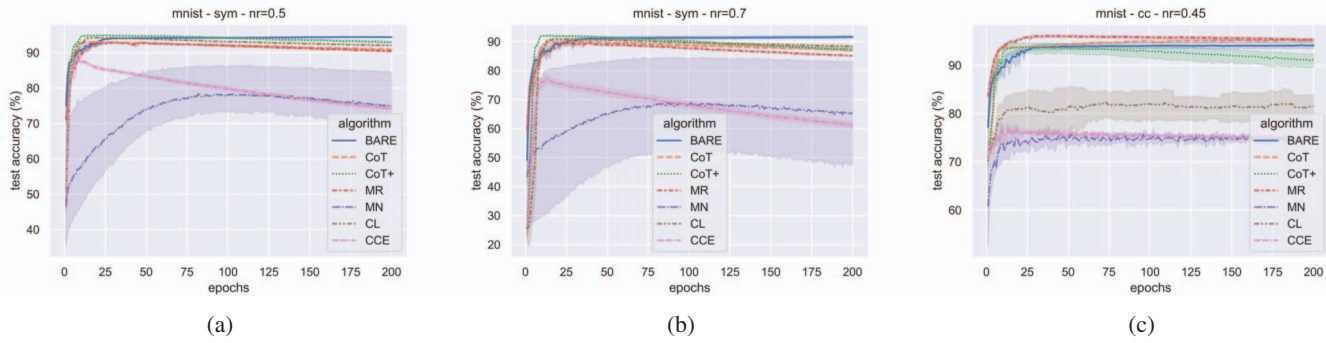 mnist - sym - nr=0.5
test accuracy (%)
90
80
70
60
50
40
algorithm
BARE
CoT
CoT+
MR
MN
CL
CCE
0 25 50 75 100 125 150 175 200
epochs
(a)
mnist - sym - nr=0.7
test accuracy (%)
90
80
70
60
50
40
30
20
algorithm
BARE
CoT
CoT+
MR
MN
CL
CCE
0 25 50 75 100 125 150 175 200
epochs
(b)
mnist - cc - nr=0.45
test accuracy (%)
90
80
70
60
algorithm
BARE
CoT
CoT+
MR
MN
CL
CCE
0 25 50 75 100 125 150 175 200
epochs
(c)